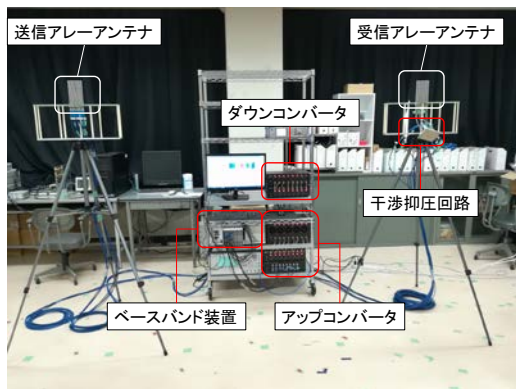 送信アレーアンテナ
受信アレーアンテナ
ダウンコンバータ
干渉抑圧回路
ベースバンド装置
アップコンバータ